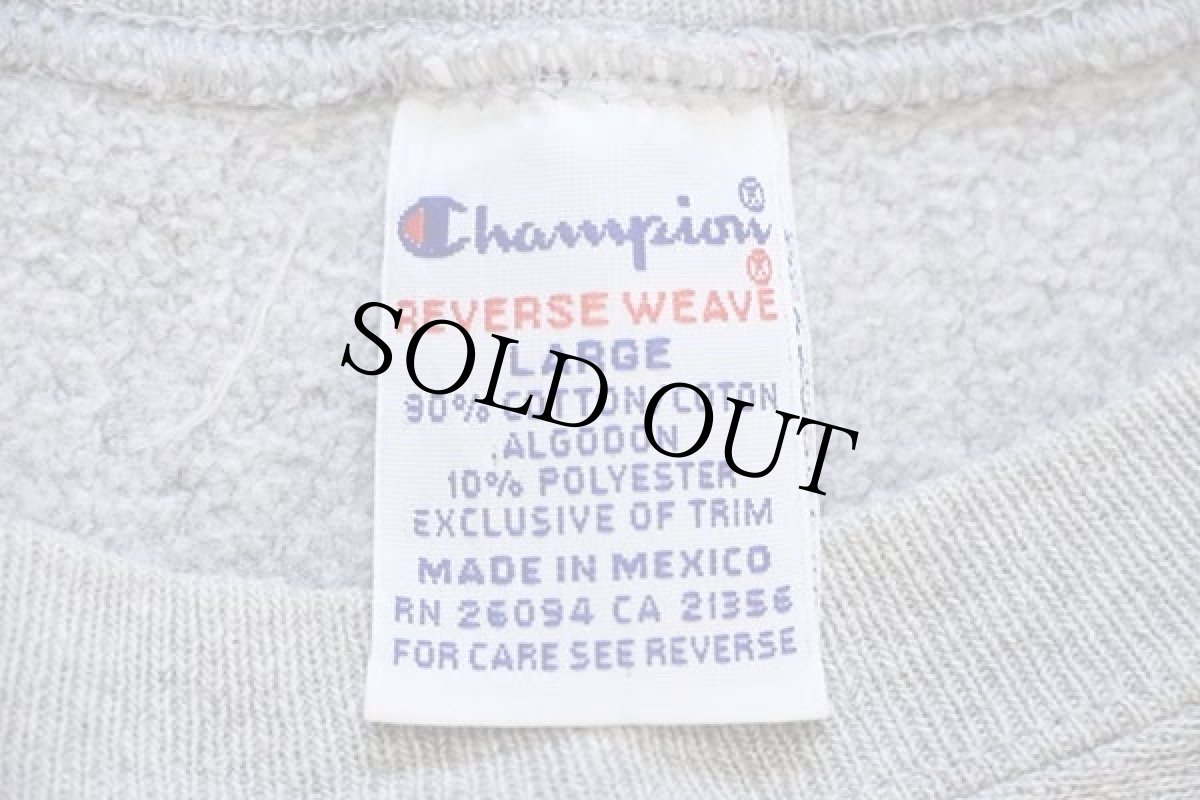 Champion®
®
REVERSE WEAVE
LARGE
90% COTTON, COTON
,ALGODON
10% POLYESTER
EXCLUSIVE OF TRIM
MADE IN MEXICO
RN 26094 CA 21356
FOR CARE SEE REVERSE
SOLD OUT